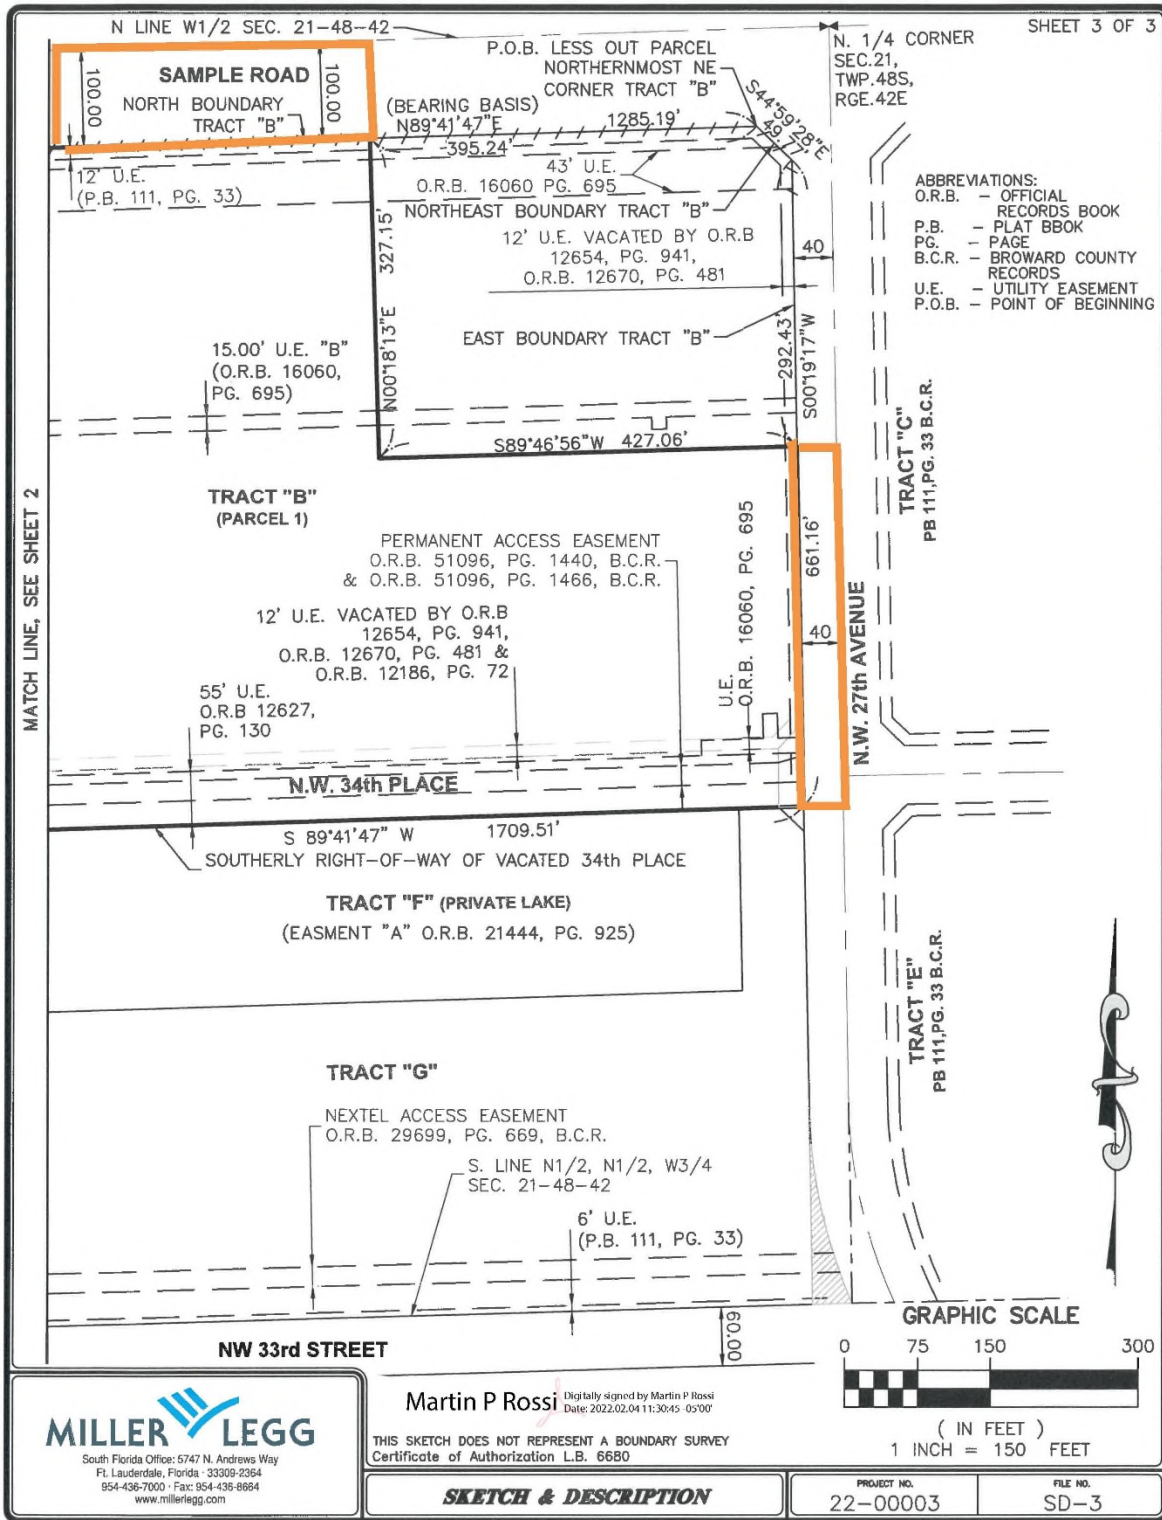 N LINE W1/2 SEC. 21-48-42
SHEET 3 OF 3
N. 1/4 CORNER
SEC.21,
TWP.48S,
RGE.42E
P.O.B. LESS OUT PARCEL
NORTHERNMOST NE
CORNER TRACT "B"
100.00
SAMPLE ROAD
100.00
NORTH BOUNDARY
TRACT "B"
(BEARING BASIS)
N89°41'47"E
1285.19'
395.24'
S44°59'28"E
49.77'
12' U.E.
(P.B. 111, PG. 33)
43' U.E.
O.R.B. 16060 PG. 695
NORTHEAST BOUNDARY TRACT "B"
12' U.E. VACATED BY O.R.B
12654, PG. 941,
O.R.B. 12670, PG. 481
40
ABBREVIATIONS:
O.R.B. – OFFICIAL
RECORDS BOOK
P.B. – PLAT BBOK
PG. – PAGE
B.C.R. – BROWARD COUNTY
RECORDS
U.E. – UTILITY EASEMENT
P.O.B. – POINT OF BEGINNING
327.15'
N00°18'13"E
EAST BOUNDARY TRACT "B"
292.43'
S00°19'17"W
15.00' U.E. "B"
(O.R.B. 16060,
PG. 695)
S89°46'56"W 427.06'
TRACT "C"
PB 111,PG. 33 B.C.R.
MATCH LINE, SEE SHEET 2
TRACT "B"
(PARCEL 1)
PERMANENT ACCESS EASEMENT
O.R.B. 51096, PG. 1440, B.C.R.
& O.R.B. 51096, PG. 1466, B.C.R.
U.E.
O.R.B. 16060, PG. 695
661.16'
40
N.W. 27th AVENUE
12' U.E. VACATED BY O.R.B
12654, PG. 941,
O.R.B. 12670, PG. 481 &
O.R.B. 12186, PG. 72
55' U.E.
O.R.B 12627,
PG. 130
N.W. 34th PLACE
S 89°41'47" W 1709.51'
SOUTHERLY RIGHT-OF-WAY OF VACATED 34th PLACE
TRACT "F" (PRIVATE LAKE)
(EASMENT "A" O.R.B. 21444, PG. 925)
TRACT "E"
PB 111,PG. 33 B.C.R.
TRACT "G"
NEXTEL ACCESS EASEMENT
O.R.B. 29699, PG. 669, B.C.R.
S. LINE N1/2, N1/2, W3/4
SEC. 21-48-42
6' U.E.
(P.B. 111, PG. 33)
NW 33rd STREET
60.00
GRAPHIC SCALE
0 75 150 300
( IN FEET )
1 INCH = 150 FEET
MILLER LEGG
South Florida Office: 5747 N. Andrews Way
Ft. Lauderdale, Florida · 33309-2364
954-436-7000 · Fax: 954-436-8664
www.millerlegg.com
Martin P Rossi
Digitally signed by Martin P Rossi
Date: 2022.02.04 11:30:45 -05'00'
THIS SKETCH DOES NOT REPRESENT A BOUNDARY SURVEY
Certificate of Authorization L.B. 6680
SKETCH & DESCRIPTION
PROJECT NO.
22-00003
FILE NO.
SD-3